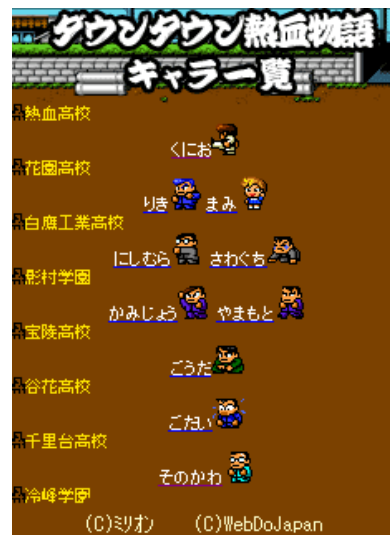 ダウンタウン熱血物語
キャラ一覧
熱血高校
くにお
花園高校
りき まみ
白鷹工業高校
にしむら さわぐち
影村学園
かみじょう やまもと
宝陵高校
ごうだ
谷花高校
ごだい
千里台高校
そのかわ
冷峰学園
(C)ミリオン (C)WebDoJapan